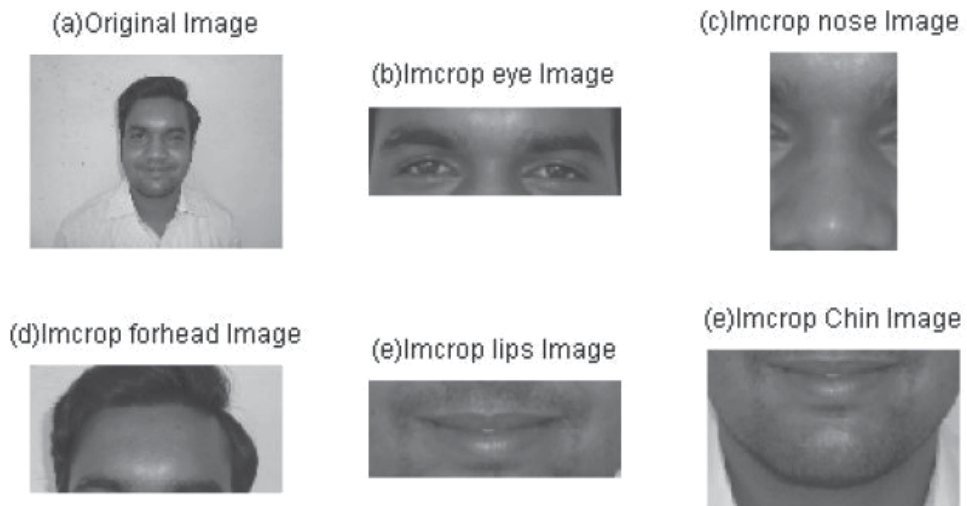 (a)Original Image
(b)Imcrop eye Image
(c)Imcrop nose Image
(d)Imcrop forhead Image
(e)Imcrop lips Image
(e)Imcrop Chin Image